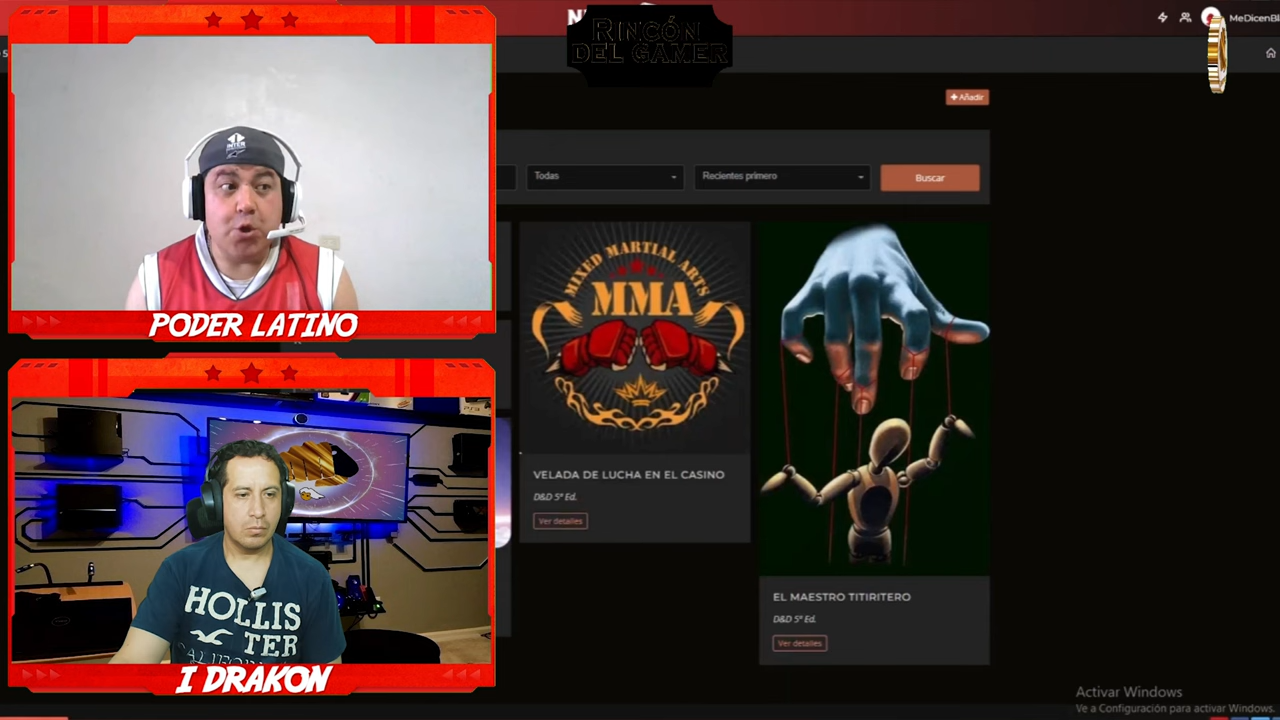 RINCÓN
DEL GAMER
MeDicenBl
+ Añadir
Todas
Recientes primero
Buscar
INTER
PODER LATINO
MIXED MARTIAL ARTS
MMA
VELADA DE LUCHA EN EL CASINO
D&D 5ª Ed.
Ver detalles
EL MAESTRO TITIRITERO
D&D 5ª Ed.
Ver detalles
HOLLIS
TER
CALIFORNIA
I DRAKON
Activar Windows
Ve a Configuración para activar Windows.